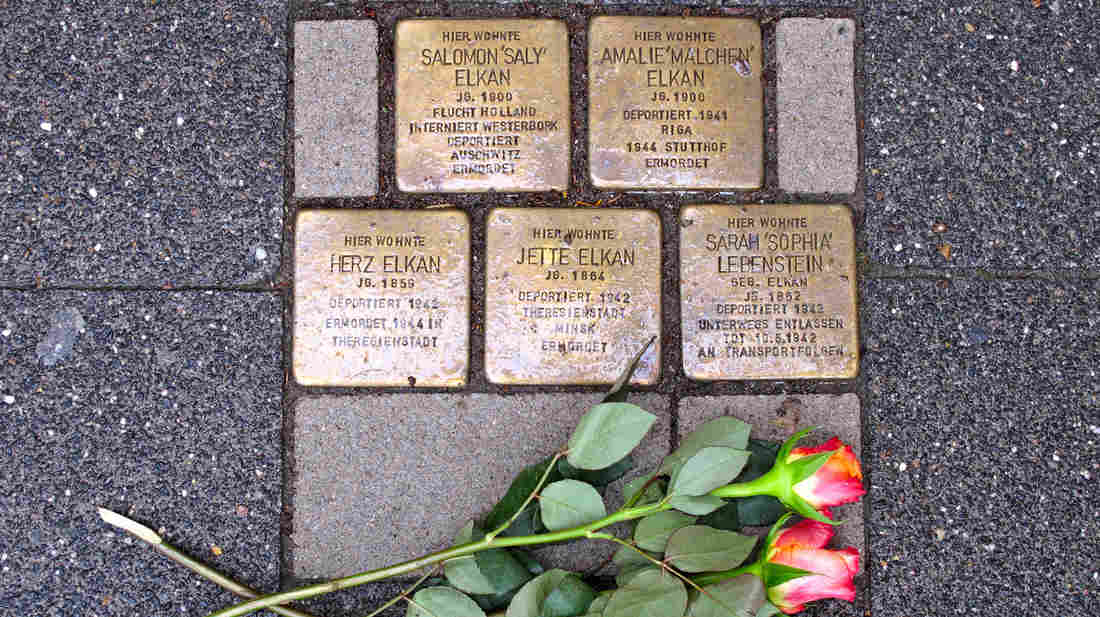 HIER WOHNTE
SALOMON 'SALY'
ELKAN
JG. 1900
FLUCHT HOLLAND
INTERNIERT WESTERBORK
DEPORTIERT
AUSCHWITZ
ERMORDET
HIER WOHNTE
AMALIE 'MALCHEN'
ELKAN
JG. 1900
DEPORTIERT 1941
RIGA
1944 STUTTHOF
ERMORDET
HIER WOHNTE
HERZ ELKAN
JG. 1859
DEPORTIERT 1942
ERMORDET 1944 IN
THERESIENSTADT
HIER WOHNTE
JETTE ELKAN
JG. 1864
DEPORTIERT 1942
THERESIENSTADT
MINSK
ERMORDET
HIER WOHNTE
SARAH 'SOPHIA'
LEBENSTEIN
GEB. ELKAN
JG. 1862
DEPORTIERT 1942
UNTERWEGS ENTLASSEN
TOT 10.6.1942
AN TRANSPORTFOLGEN